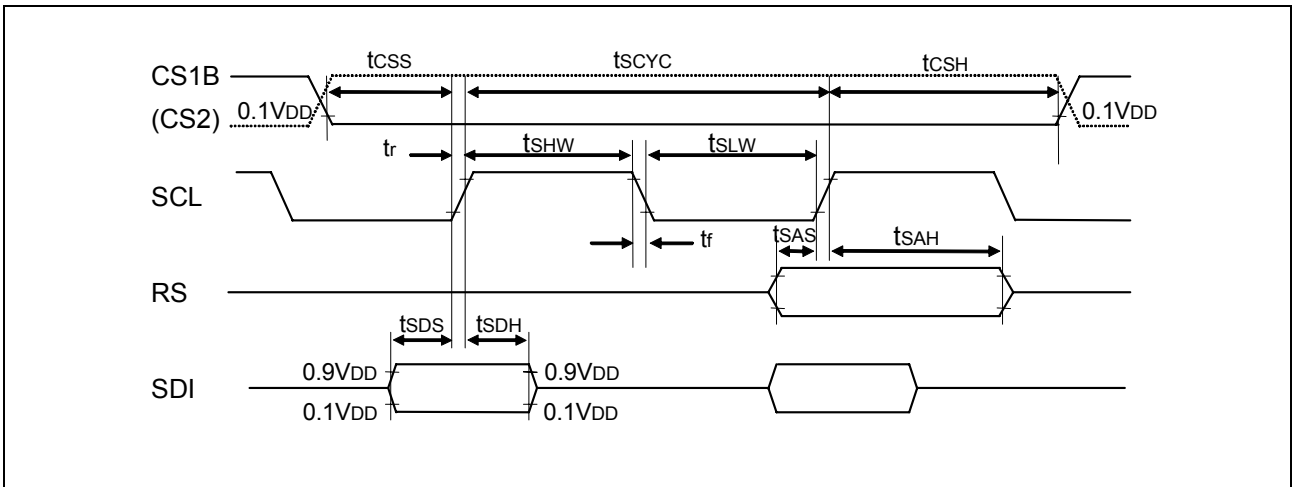 tCSS tSCYC tCSH
CS1B
(CS2) 0.1VDD 0.1VDD
tr tSHW tSLW
SCL
tf tSAS tSAH
RS
tSDS tSDH
0.9VDD 0.9VDD
SDI
0.1VDD 0.1VDD